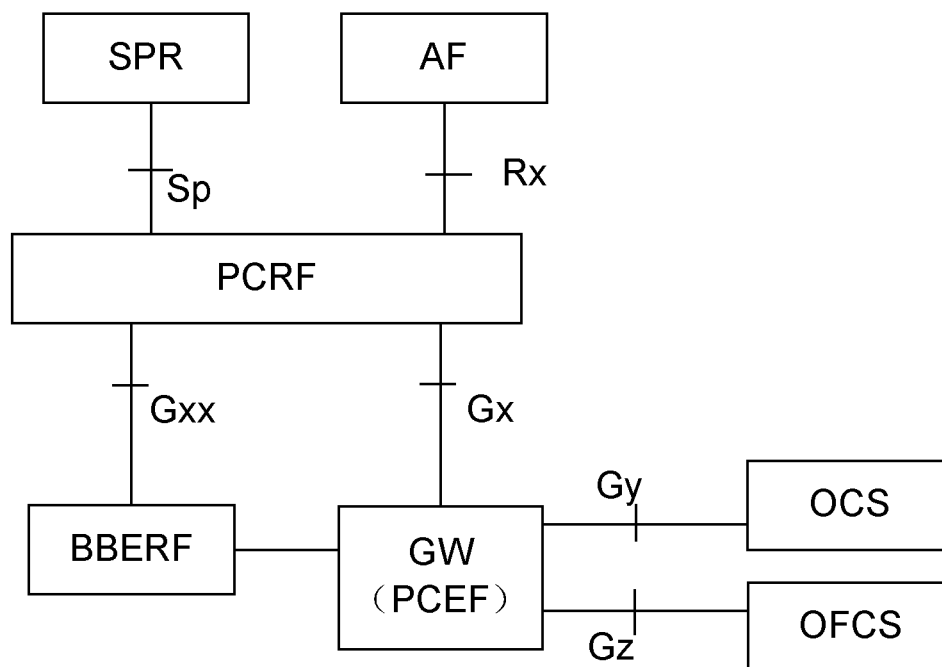 SPR
AF
Sp
Rx
PCRF
Gxx
Gx
Gy
OCS
BBERF
GW
（PCEF）
Gz
OFCS